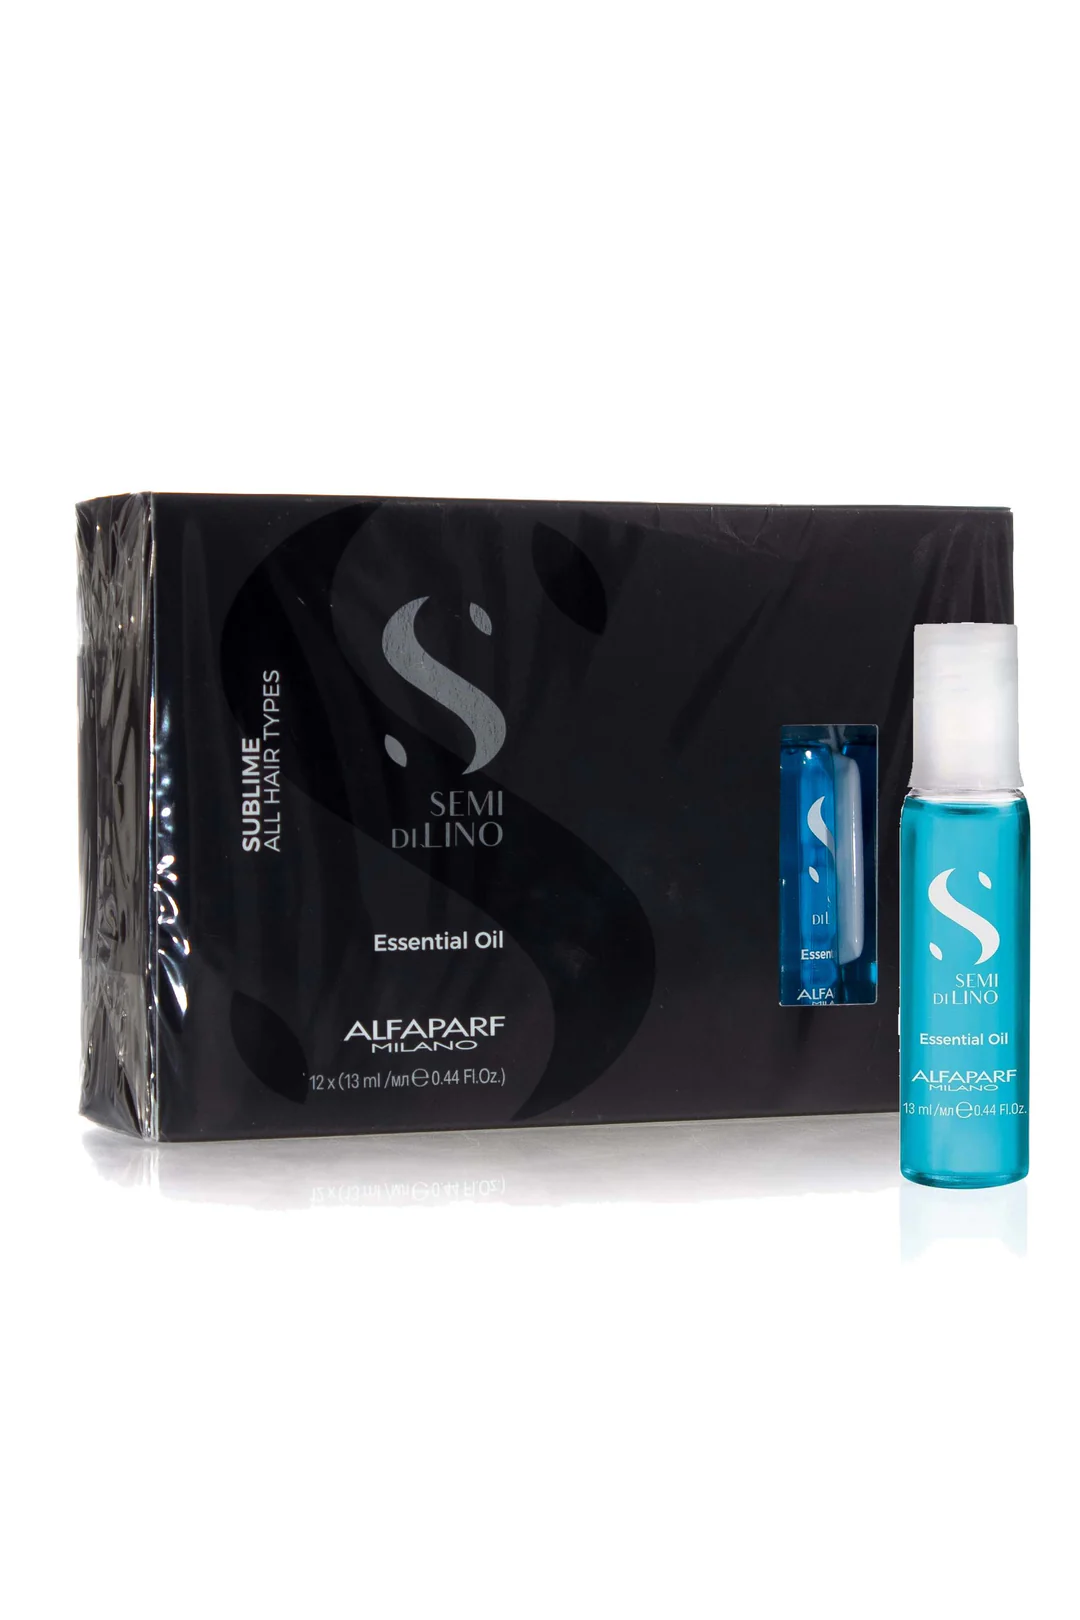 SUBLIME
ALL HAIR TYPES
SEMI
DI LINO
Essential Oil
ALFAPARF
MILANO
12 x (13 ml /мл ℮ 0.44 Fl.Oz.)
DI L
Essen
ALFA
MILA
SEMI
DI LINO
Essential Oil
ALFAPARF
MILANO
13 ml /мл ℮ 0.44 Fl.Oz.